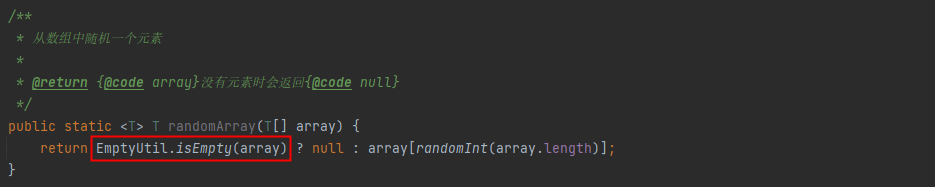 /**
 * 从数组中随机一个元素
 *
 * @return {@code array}没有元素时会返回{@code null}
 */
public static <T> T randomArray(T[] array) {
    return EmptyUtil.isEmpty(array) ? null : array[randomInt(array.length)];
}